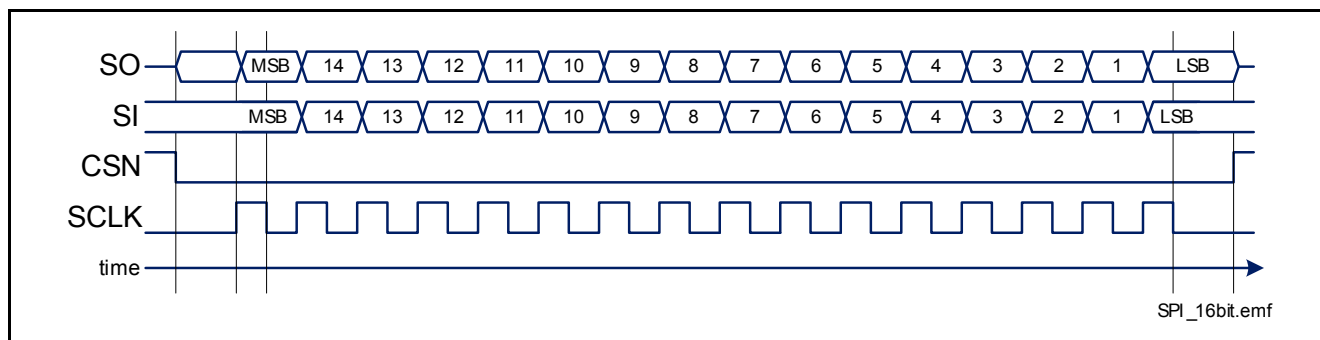 SO MSB 14 13 12 11 10 9 8 7 6 5 4 3 2 1 LSB
SI MSB 14 13 12 11 10 9 8 7 6 5 4 3 2 1 LSB
CSN
SCLK
time
SPI_16bit.emf